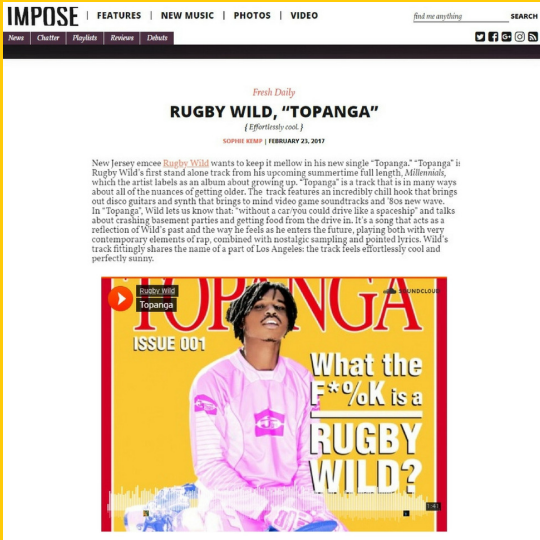 IMPOSE | FEATURES | NEW MUSIC | PHOTOS | VIDEO find me anything SEARCH
News Chatter Playlists Reviews Debuts
Fresh Daily
RUGBY WILD, “TOPANGA”
{ Effortlessly cool. }
SOPHIE KEMP | FEBRUARY 23, 2017
New Jersey emcee Rugby Wild wants to keep it mellow in his new single “Topanga.” “Topanga” is
Rugby Wild’s first stand alone track from his upcoming summertime full length, Millennials,
which the artist labels as an album about growing up. “Topanga” is a track that is in many ways
about all of the nuances of getting older. The track features an incredibly chill hook that brings
out disco guitars and synth that brings to mind video game soundtracks and ’80s new wave.
In “Topanga”, Wild lets us know that: “without a car/you could drive like a spaceship” and talks
about crashing basement parties and getting food from the drive in. It’s a song that acts as a
reflection of Wild’s past and the way he feels as he enters the future, playing both with very
contemporary elements of rap, combined with nostalgic sampling and pointed lyrics. Wild’s
track fittingly shares the name of a part of Los Angeles: the track feels effortlessly cool and
perfectly sunny.
TOPANGA
Rugby Wild
Topanga
SOUNDCLOUD
ISSUE 001
What the
F*%K is a
RUGBY
WILD?
1:41